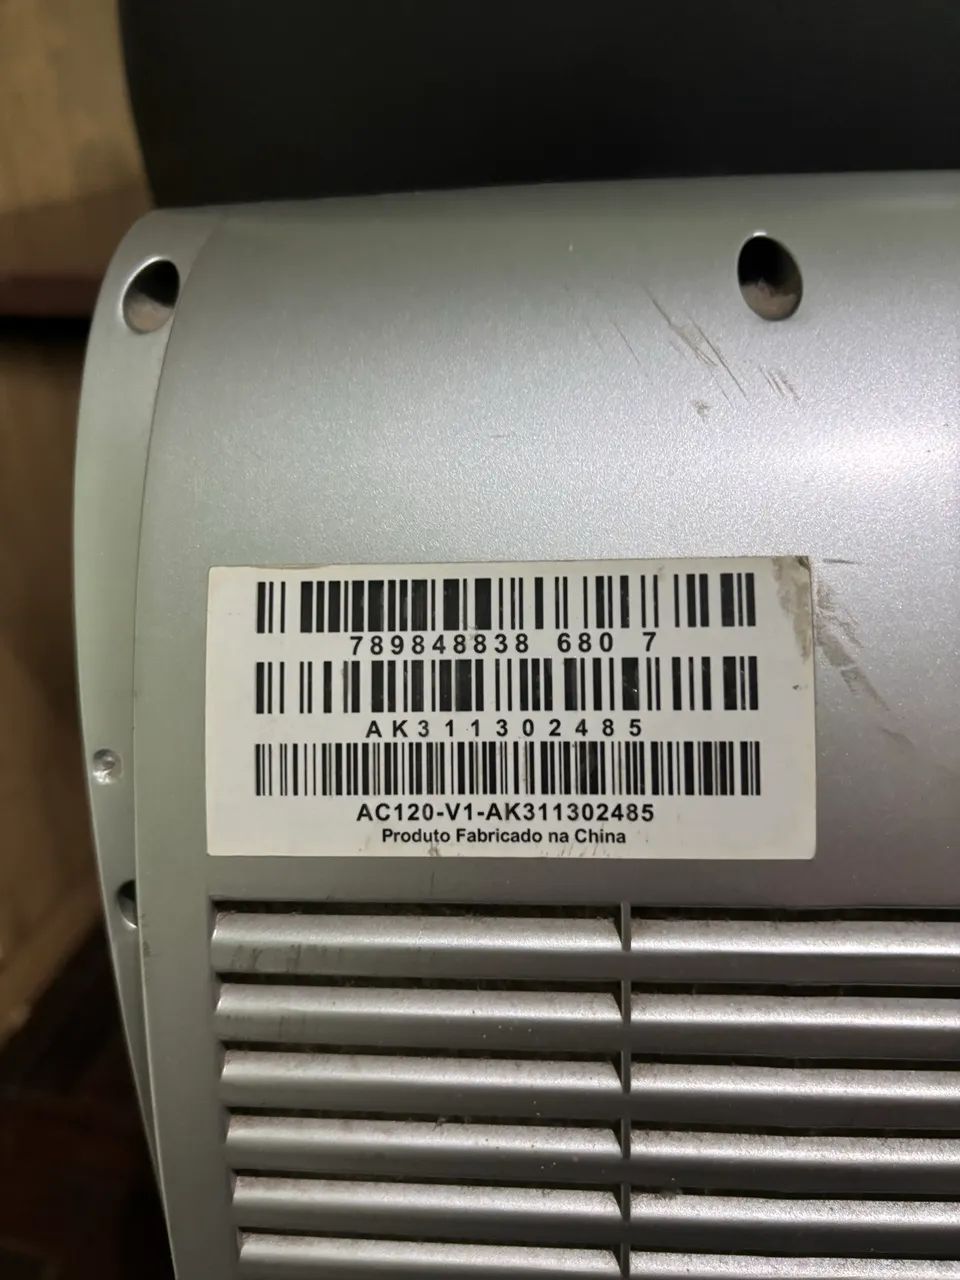 789848838 680 7
AK311302485
AC120-V1-AK311302485
Produto Fabricado na China